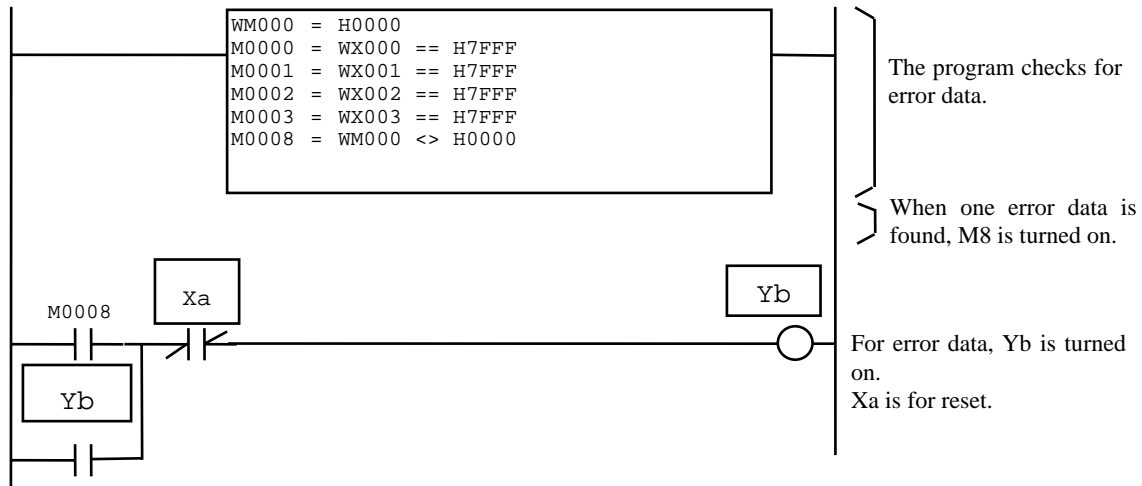 WM000 = H0000
M0000 = WX000 == H7FFF
M0001 = WX001 == H7FFF
M0002 = WX002 == H7FFF
M0003 = WX003 == H7FFF
M0008 = WM000 <> H0000
The program checks for
error data.
When one error data is
found, M8 is turned on.
M0008
Xa
Yb
Yb
For error data, Yb is turned
on.
Xa is for reset.